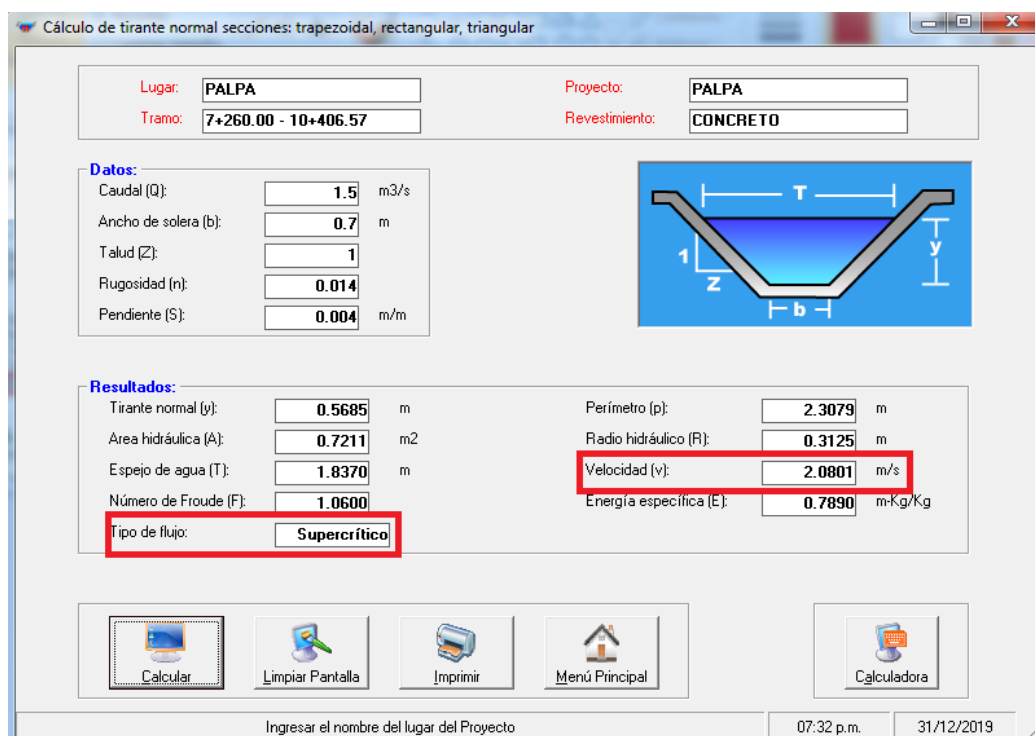 Cálculo de tirante normal secciones: trapezoidal, rectangular, triangular
Lugar: PALPA Proyecto: PALPA
Tramo: 7+260.00 - 10+406.57 Revestimiento: CONCRETO
Datos:
Caudal (Q): 1.5 m3/s
Ancho de solera (b): 0.7 m
Talud (Z): 1
Rugosidad (n): 0.014
Pendiente (S): 0.004 m/m
T
y
1
Z
b
Resultados:
Tirante normal (y): 0.5685 m Perímetro (p): 2.3079 m
Area hidráulica (A): 0.7211 m2 Radio hidráulico (R): 0.3125 m
Espejo de agua (T): 1.8370 m Velocidad (v): 2.0801 m/s
Número de Froude (F): 1.0600 Energía específica (E): 0.7890 m-Kg/Kg
Tipo de flujo: Supercrítico
Calcular Limpiar Pantalla Imprimir Menú Principal Calculadora
Ingresar el nombre del lugar del Proyecto 07:32 p.m. 31/12/2019